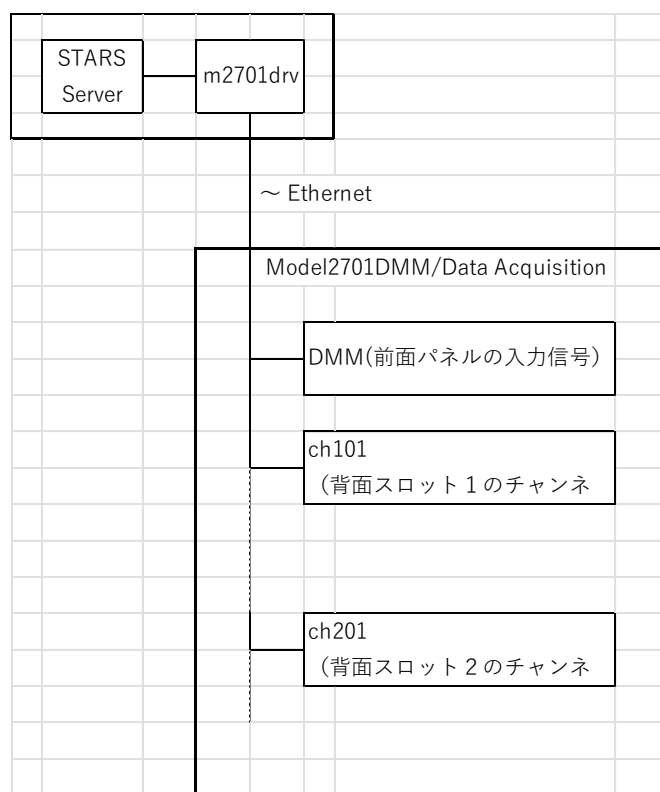 STARS
Server
m2701drv
～ Ethernet
Model2701DMM/Data Acquisition
DMM(前面パネルの入力信号）
ch101
（背面スロット１のチャンネ
ch201
（背面スロット２のチャンネ